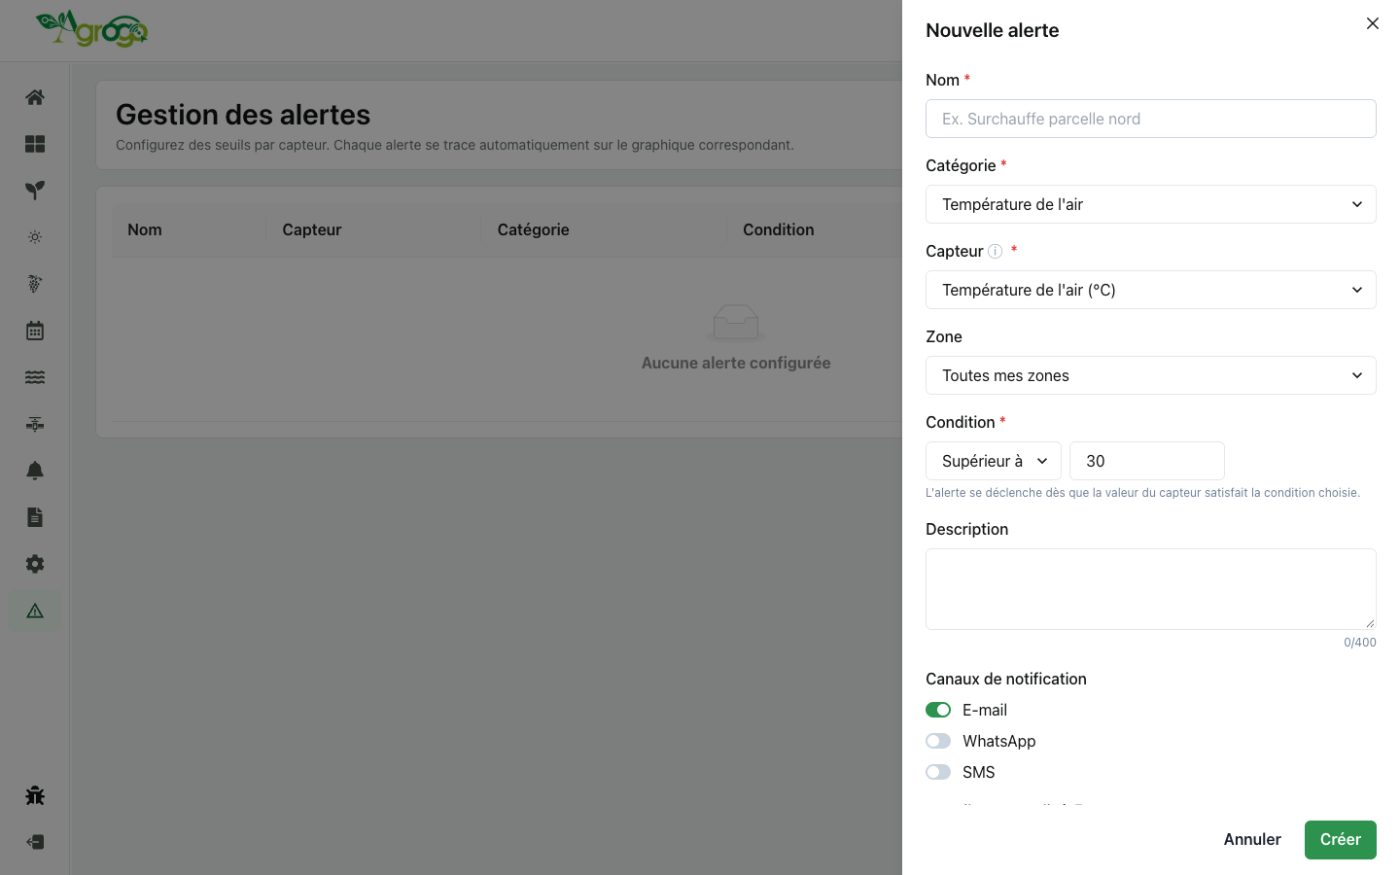 Agrogo
Gestion des alertes
Configurez des seuils par capteur. Chaque alerte se trace automatiquement sur le graphique correspondant.
Nom Capteur Catégorie Condition
Aucune alerte configurée
Nouvelle alerte
Nom *
Ex. Surchauffe parcelle nord
Catégorie *
Température de l'air
Capteur *
Température de l'air (°C)
Zone
Toutes mes zones
Condition *
Supérieur à 30
L'alerte se déclenche dès que la valeur du capteur satisfait la condition choisie.
Description
0/400
Canaux de notification
E-mail
WhatsApp
SMS
Annuler Créer